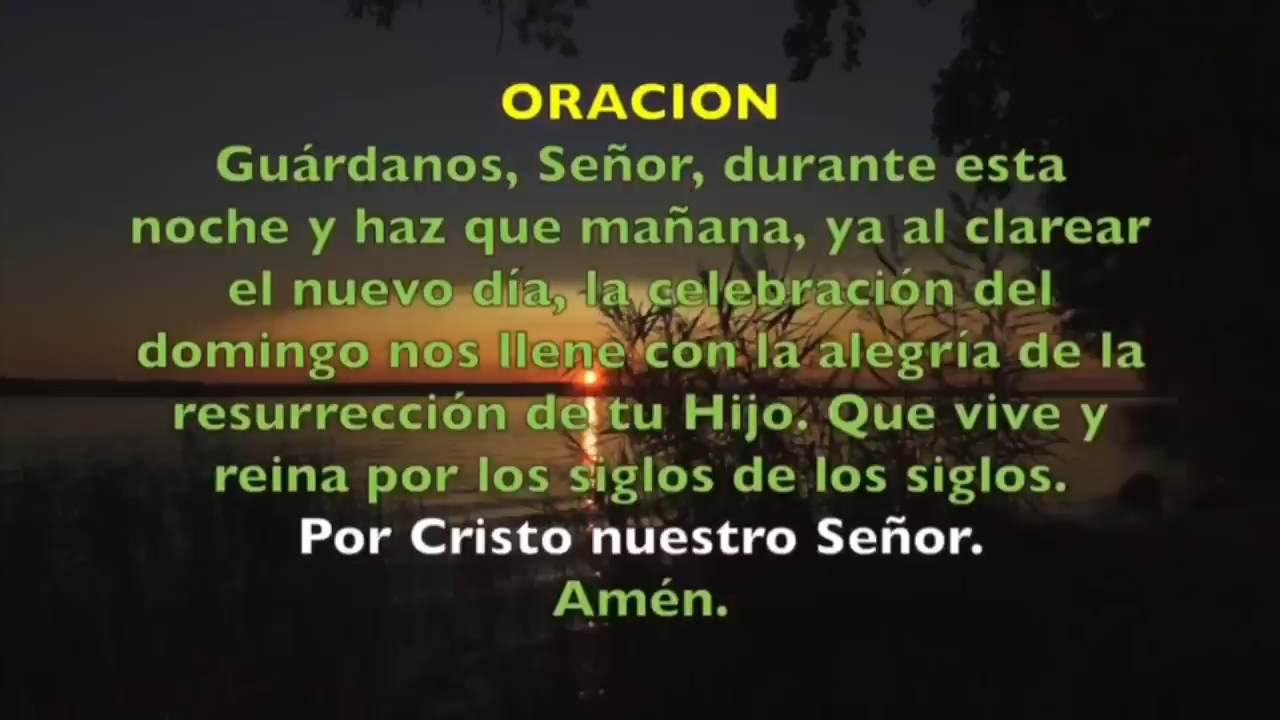 ORACION
Guárdanos, Señor, durante esta
noche y haz que mañana, ya al clarear
el nuevo día, la celebración del
domingo nos llene con la alegría de la
resurrección de tu Hijo. Que vive y
reina por los siglos de los siglos.
Por Cristo nuestro Señor.
Amén.